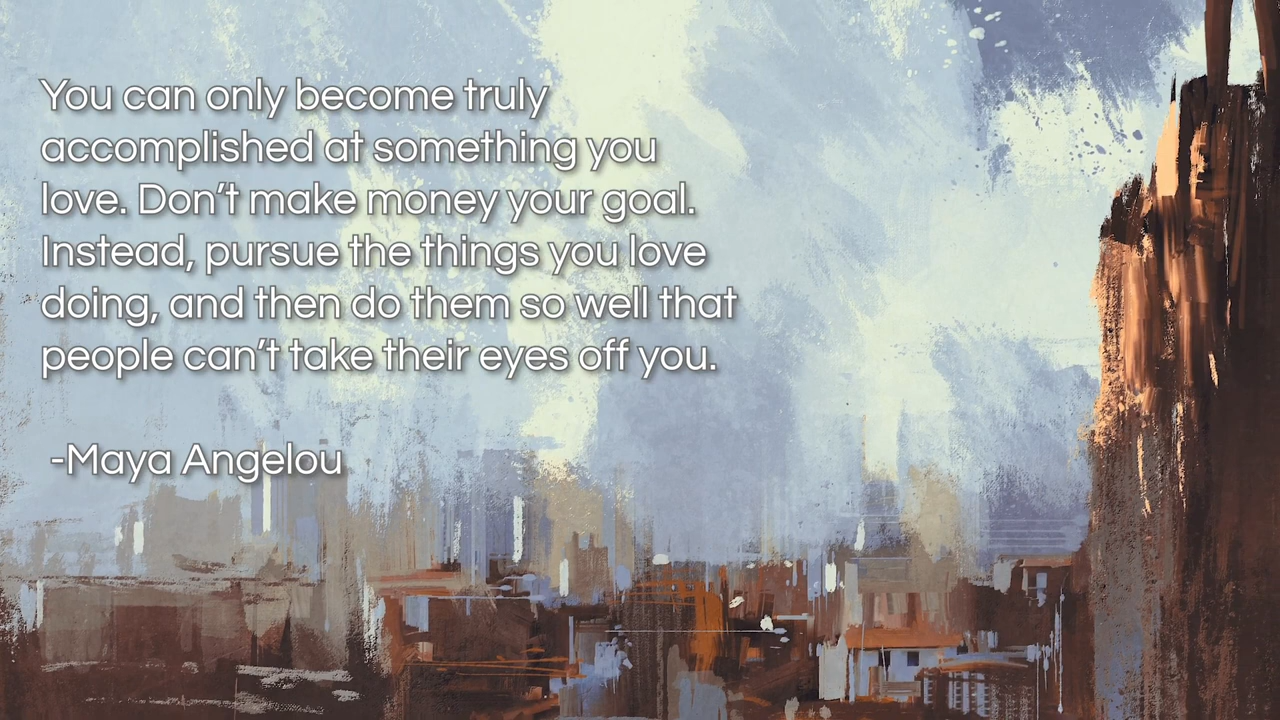 You can only become truly
accomplished at something you
love. Don’t make money your goal.
Instead, pursue the things you love
doing, and then do them so well that
people can’t take their eyes off you.
-Maya Angelou